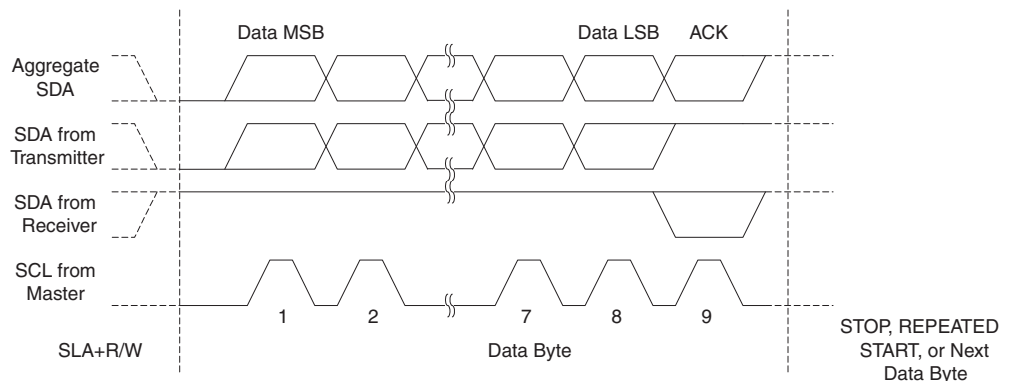 Data MSB
Data LSB
ACK
Aggregate
SDA
SDA from
Transmitter
SDA from
Receiver
SCL from
Master
1
2
7
8
9
SLA+R/W
Data Byte
STOP, REPEATED
START, or Next
Data Byte